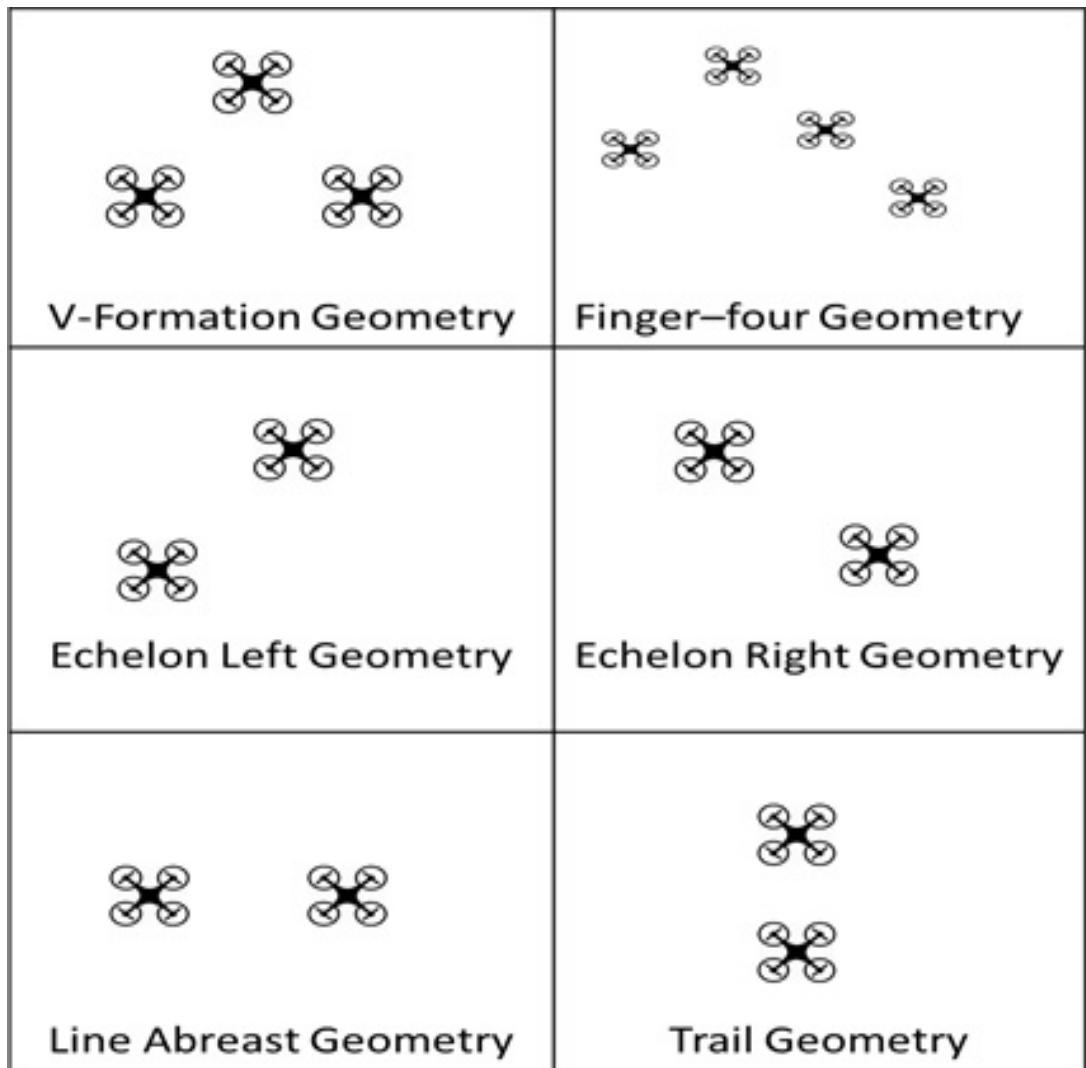 V-Formation Geometry
Finger–four Geometry
Echelon Left Geometry
Echelon Right Geometry
Line Abreast Geometry
Trail Geometry